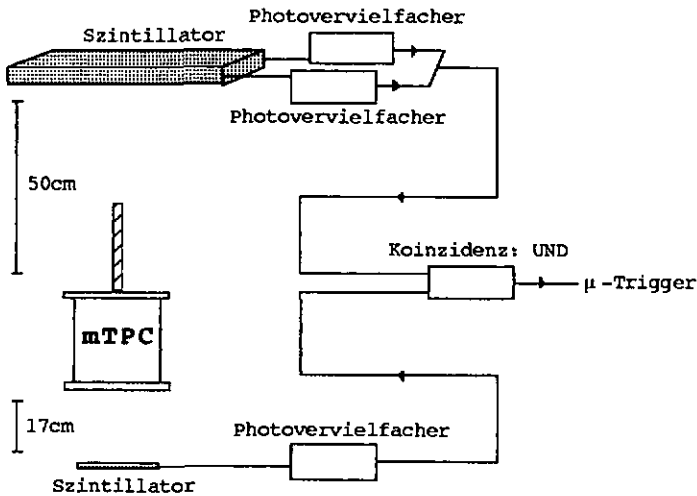 Photovervielfacher
Szintillator
Photovervielfacher
50cm
Koinzidenz: UND
μ-Trigger
mTPC
17cm
Photovervielfacher
Szintillator